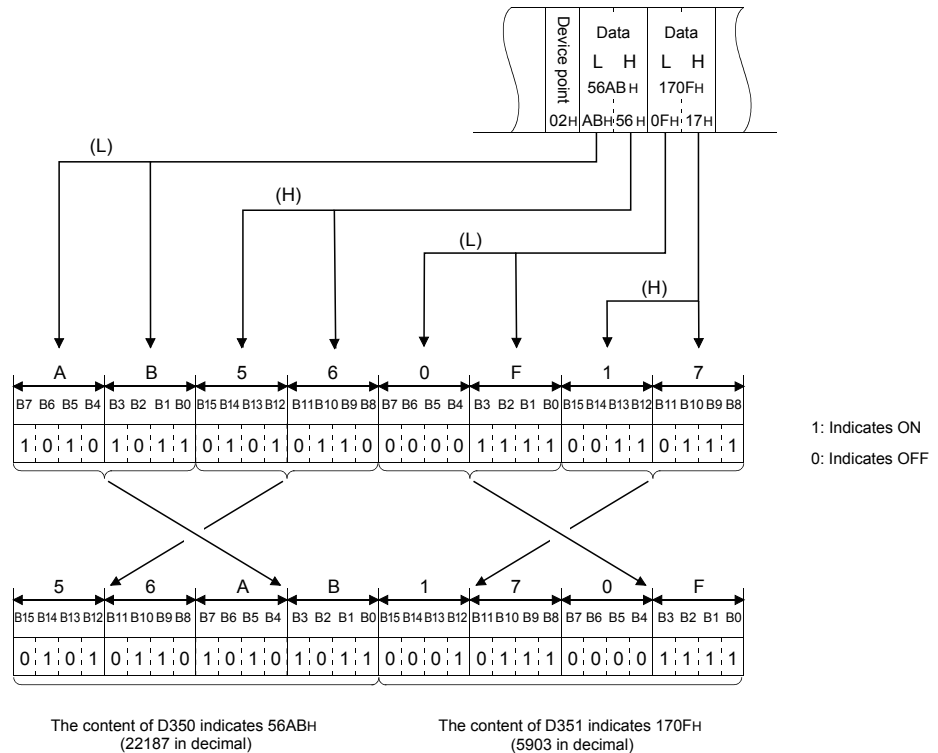 Device point
Data Data
L H L H
56ABH 170FH
02H ABH 56H 0FH 17H
(L)
(H)
(L)
(H)
A B 5 6 0 F 1 7
B7 B6 B5 B4 B3 B2 B1 B0 B15 B14 B13 B12 B11 B10 B9 B8 B7 B6 B5 B4 B3 B2 B1 B0 B15 B14 B13 B12 B11 B10 B9 B8
1 0 1 0 1 0 1 1 0 1 0 1 0 1 1 0 0 0 0 0 1 1 1 1 0 0 1 1 0 1 1 1
1: Indicates ON
0: Indicates OFF
5 6 A B 1 7 0 F
B15 B14 B13 B12 B11 B10 B9 B8 B7 B6 B5 B4 B3 B2 B1 B0 B15 B14 B13 B12 B11 B10 B9 B8 B7 B6 B5 B4 B3 B2 B1 B0
0 1 0 1 0 1 1 0 1 0 1 0 1 0 1 1 0 0 0 1 0 1 1 1 0 0 0 0 1 1 1 1
The content of D350 indicates 56ABH
(22187 in decimal)
The content of D351 indicates 170FH
(5903 in decimal)